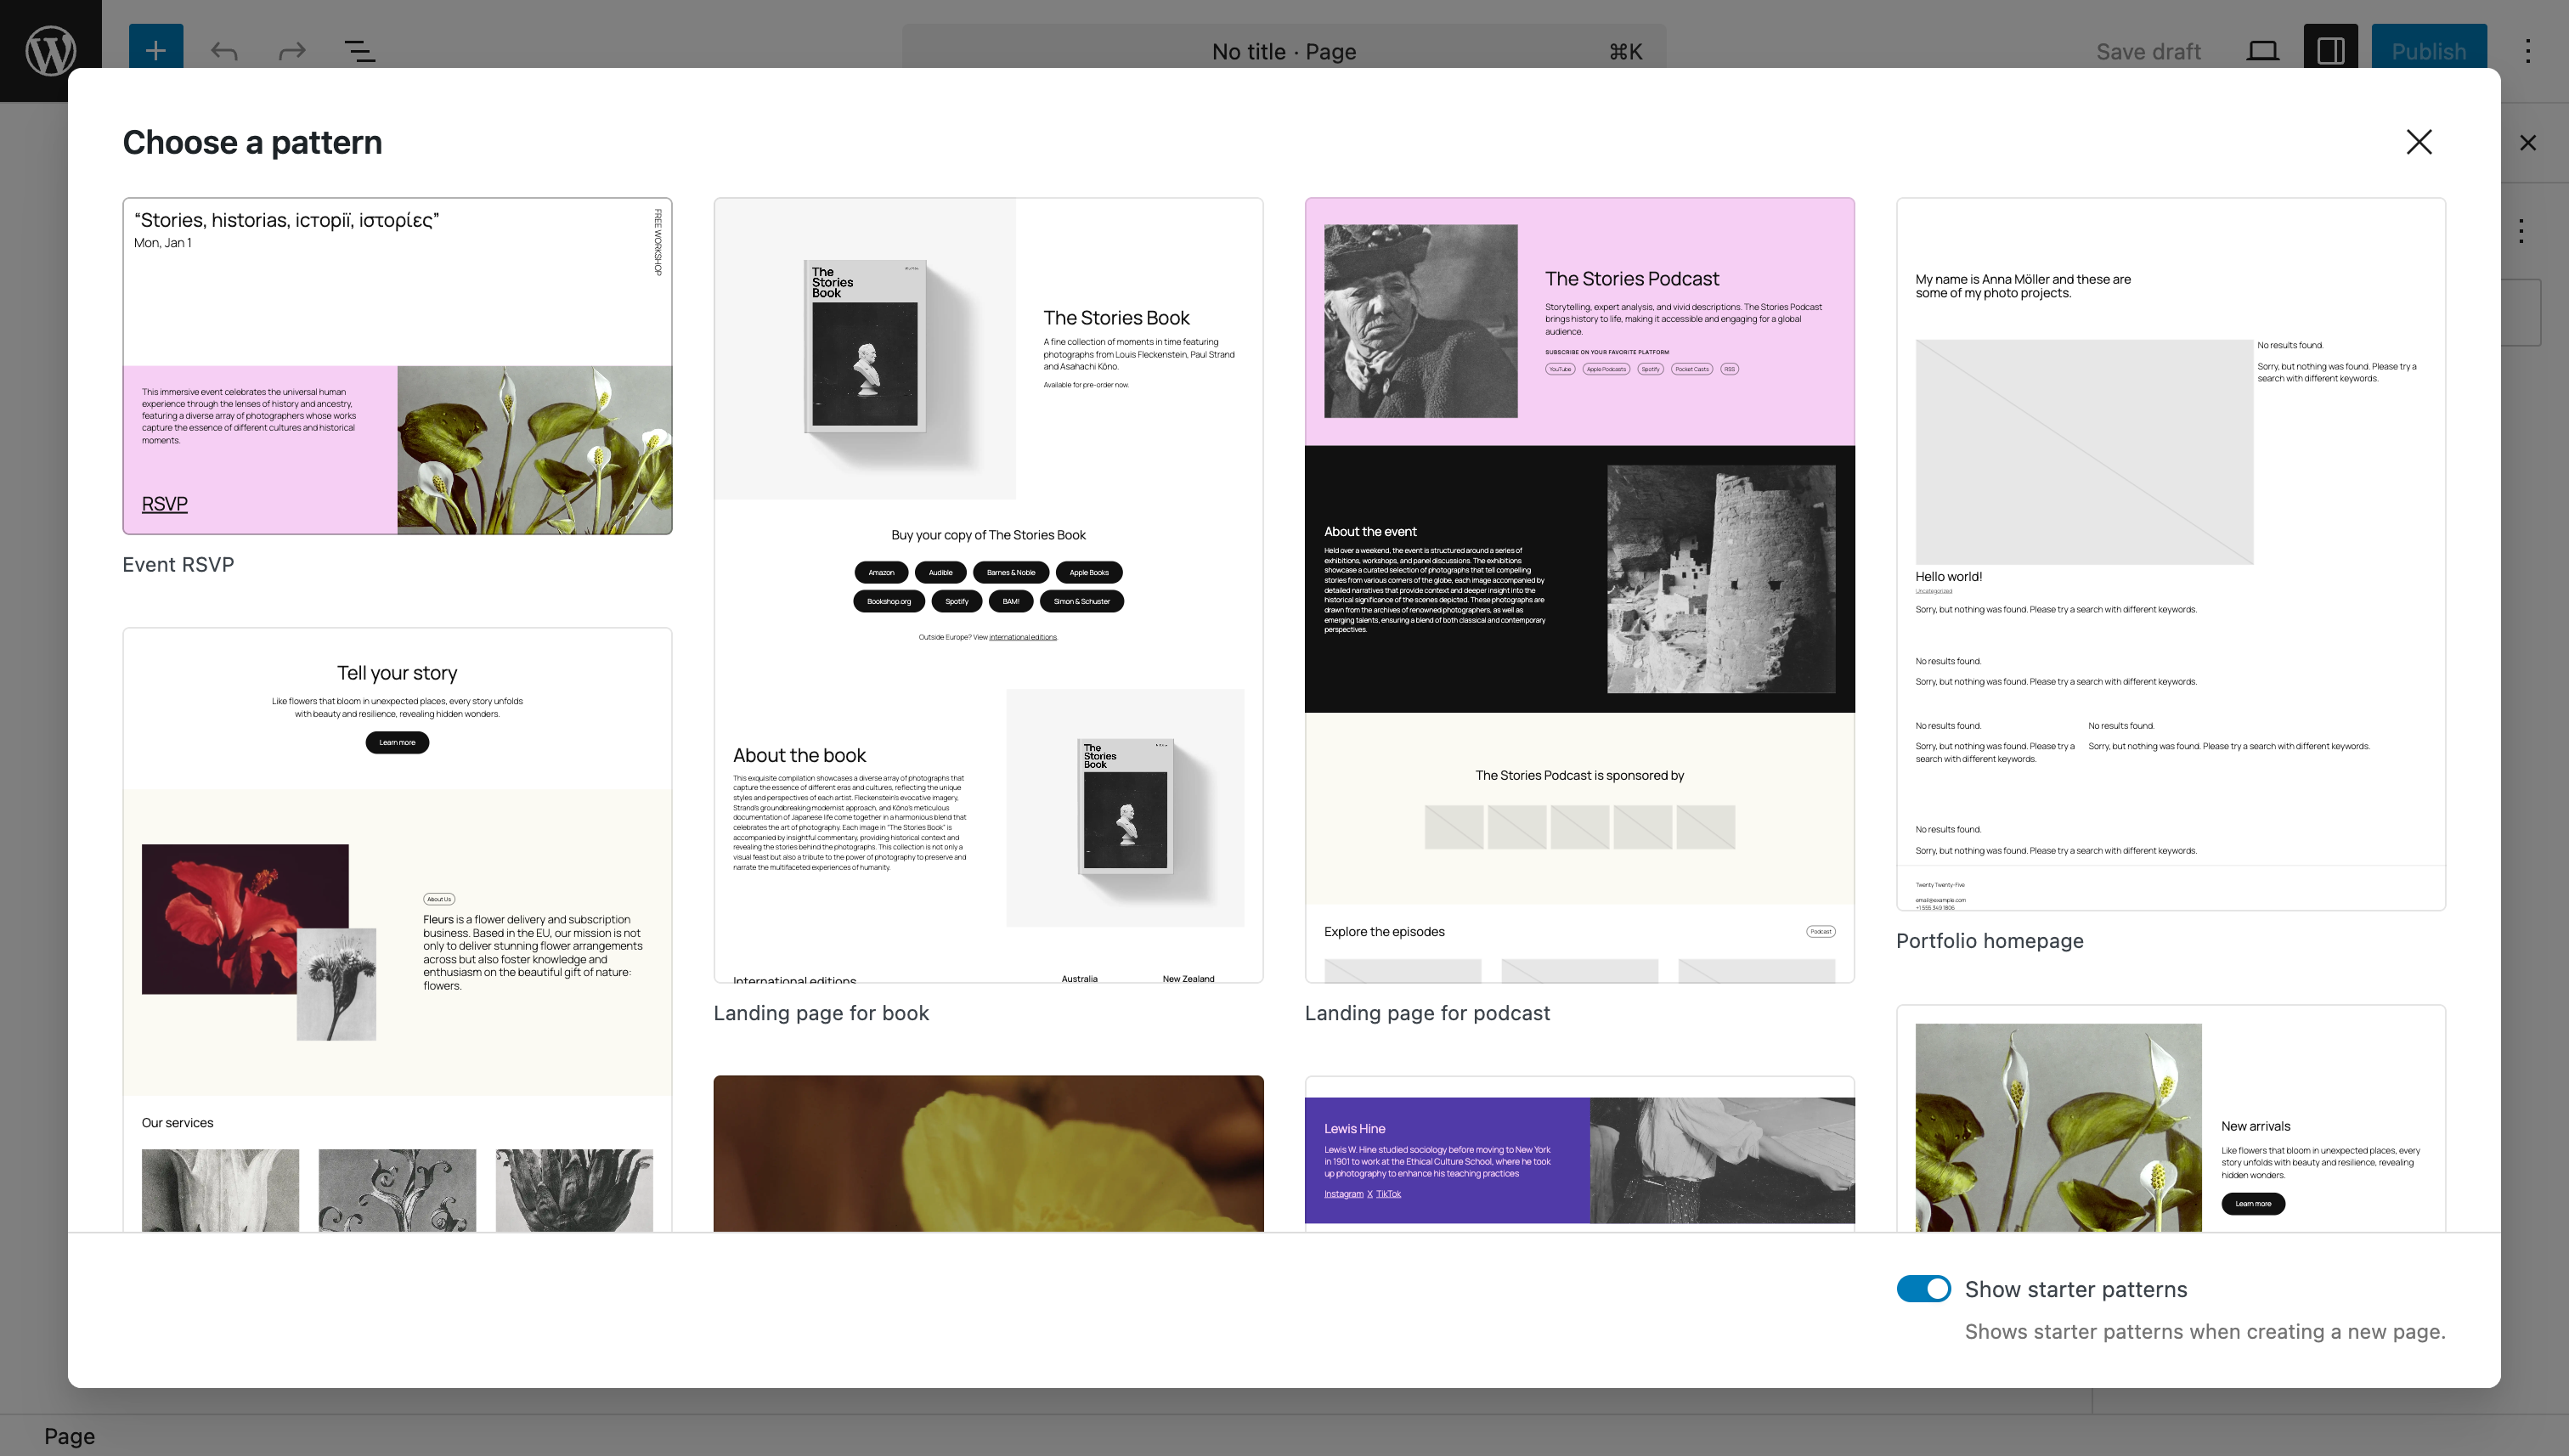 No title · Page
⌘K
Save draft
Publish
Choose a pattern
“Stories, historias, iсторії, ιστορίες”
Mon, Jan 1
FREE WORKSHOP
This immersive event celebrates the universal human
experience through the lenses of history and ancestry,
featuring a diverse array of photographers whose works
capture the essence of different cultures and historical
moments.
RSVP
Event RSVP
Tell your story
Like flowers that bloom in unexpected places, every story unfolds
with beauty and resilience, revealing hidden wonders.
Learn more
About Us
Fleurs is a flower delivery and subscription
business. Based in the EU, our mission is not
only to deliver stunning flower arrangements
across but also foster knowledge and
enthusiasm on the beautiful gift of nature:
flowers.
Our services
The
Stories
Book
The Stories Book
A fine collection of moments in time featuring
photographs from Louis Fleckenstein, Paul Strand
and Asahachi Kōno.
Available for pre-order now.
Buy your copy of The Stories Book
Amazon Audible Barnes & Noble Apple Books
Bookshop.org Spotify BAM! Simon & Schuster
Outside Europe? View international editions.
About the book
This exquisite compilation showcases a diverse array of photographs that
capture the essence of different eras and cultures, reflecting the unique
styles and perspectives of each artist. Fleckenstein’s evocative imagery,
Strand’s groundbreaking modernist approach, and Kōno’s meticulous
documentation of Japanese life come together in a harmonious blend that
celebrates the art of photography. Each image in “The Stories Book” is
accompanied by insightful commentary, providing historical context and
revealing the stories behind the photographs. This collection is not only a
visual feast but also a tribute to the power of photography to preserve and
narrate the multifaceted experiences of humanity.
The
Stories
Book
International editions
Australia
New Zealand
Landing page for book
The Stories Podcast
Storytelling, expert analysis, and vivid descriptions. The Stories Podcast
brings history to life, making it accessible and engaging for a global
audience.
SUBSCRIBE ON YOUR FAVORITE PLATFORM
YouTube Apple Podcasts Spotify Pocket Casts RSS
About the event
Held over a weekend, the event is structured around a series of
exhibitions, workshops, and panel discussions. The exhibitions
showcase a curated selection of photographs that tell compelling
stories from various corners of the globe, each image accompanied by
detailed narratives that provide context and deeper insight into the
historical significance of the scenes depicted. These photographs are
drawn from the archives of renowned photographers, as well as
emerging talents, ensuring a blend of both classical and contemporary
perspectives.
The Stories Podcast is sponsored by
Explore the episodes
Podcast
Landing page for podcast
Lewis Hine
Lewis W. Hine studied sociology before moving to New York
in 1901 to work at the Ethical Culture School, where he took
up photography to enhance his teaching practices
Instagram X TikTok
My name is Anna Möller and these are
some of my photo projects.
No results found.
Sorry, but nothing was found. Please try a
search with different keywords.
Hello world!
Uncategorized
Sorry, but nothing was found. Please try a search with different keywords.
No results found.
Sorry, but nothing was found. Please try a search with different keywords.
No results found.
Sorry, but nothing was found. Please try a
search with different keywords.
No results found.
Sorry, but nothing was found. Please try a search with different keywords.
No results found.
Sorry, but nothing was found. Please try a search with different keywords.
Twenty Twenty-Five
email@example.com
+1 555 349 1806
Portfolio homepage
New arrivals
Like flowers that bloom in unexpected places, every
story unfolds with beauty and resilience, revealing
hidden wonders.
Learn more
Show starter patterns
Shows starter patterns when creating a new page.
Page